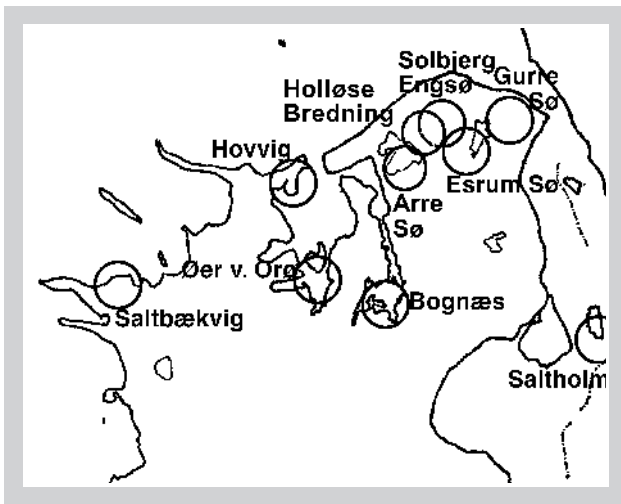 Solbjerg
Engsø
Gurre
Sø
Holløse
Bredning
Hovvig
Esrum Sø
Arre
Sø
Øer v. Orø
Bognæs
Saltbækvig
Saltholm